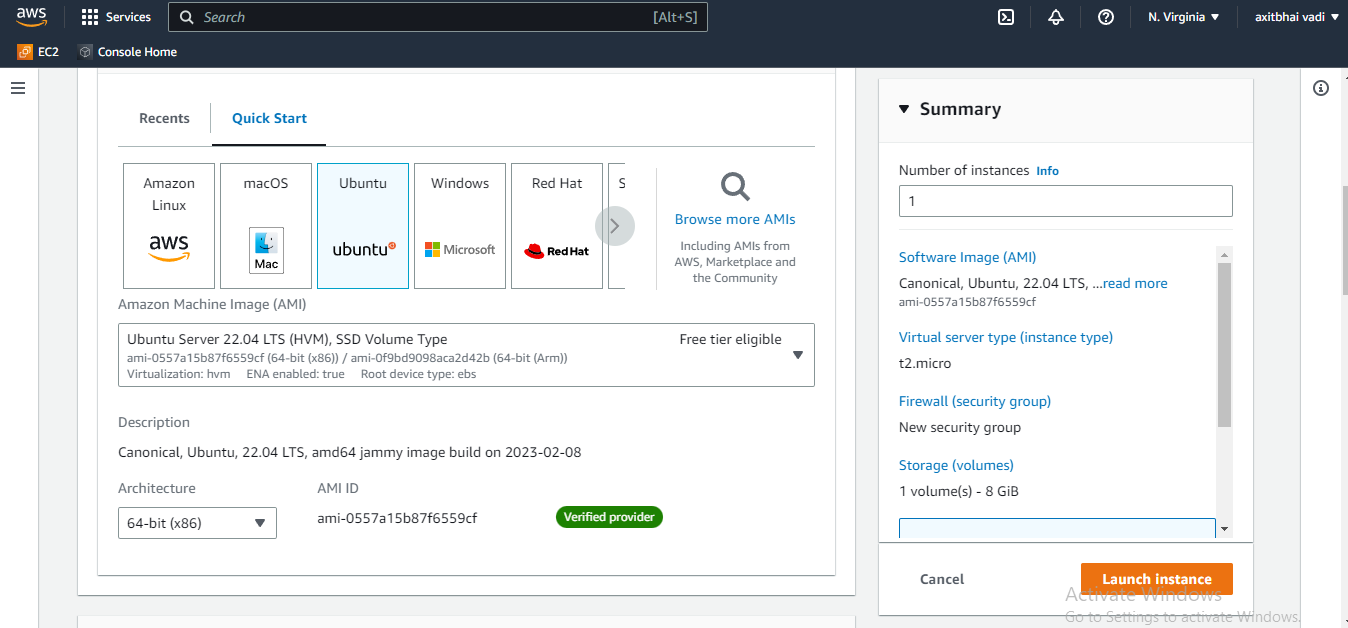 aws
Services
Search
[Alt+S]
N. Virginia
axitbhai vadi
EC2
Console Home
Recents
Quick Start
Amazon
Linux
aws
macOS
Mac
Ubuntu
ubuntu
Windows
Microsoft
Red Hat
Red Hat
S
Browse more AMIs
Including AMIs from
AWS, Marketplace and
the Community
Amazon Machine Image (AMI)
Ubuntu Server 22.04 LTS (HVM), SSD Volume Type
Free tier eligible
ami-0557a15b87f6559cf (64-bit (x86)) / ami-0f9bd9098aca2d42b (64-bit (Arm))
Virtualization: hvm ENA enabled: true Root device type: ebs
Description
Canonical, Ubuntu, 22.04 LTS, amd64 jammy image build on 2023-02-08
Architecture
AMI ID
64-bit (x86)
ami-0557a15b87f6559cf
Verified provider
Summary
Number of instances Info
1
Software Image (AMI)
Canonical, Ubuntu, 22.04 LTS, ...read more
ami-0557a15b87f6559cf
Virtual server type (instance type)
t2.micro
Firewall (security group)
New security group
Storage (volumes)
1 volume(s) - 8 GiB
Cancel
Launch instance
Activate Windows
Go to Settings to activate Windows.